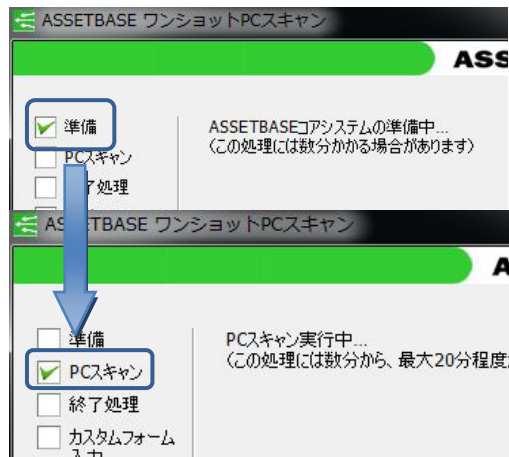 ASSETBASE ワンショットPCスキャン
ASS
準備
ASSETBASEコアシステムの準備中...
(この処理には数分かかる場合があります)
PCスキャン
了処理
AS ETBASE ワンショットPCスキャン
A
準備
PCスキャン実行中...
(この処理には数分から、最大20分程度
PCスキャン
終了処理
カスタムフォーム
入力